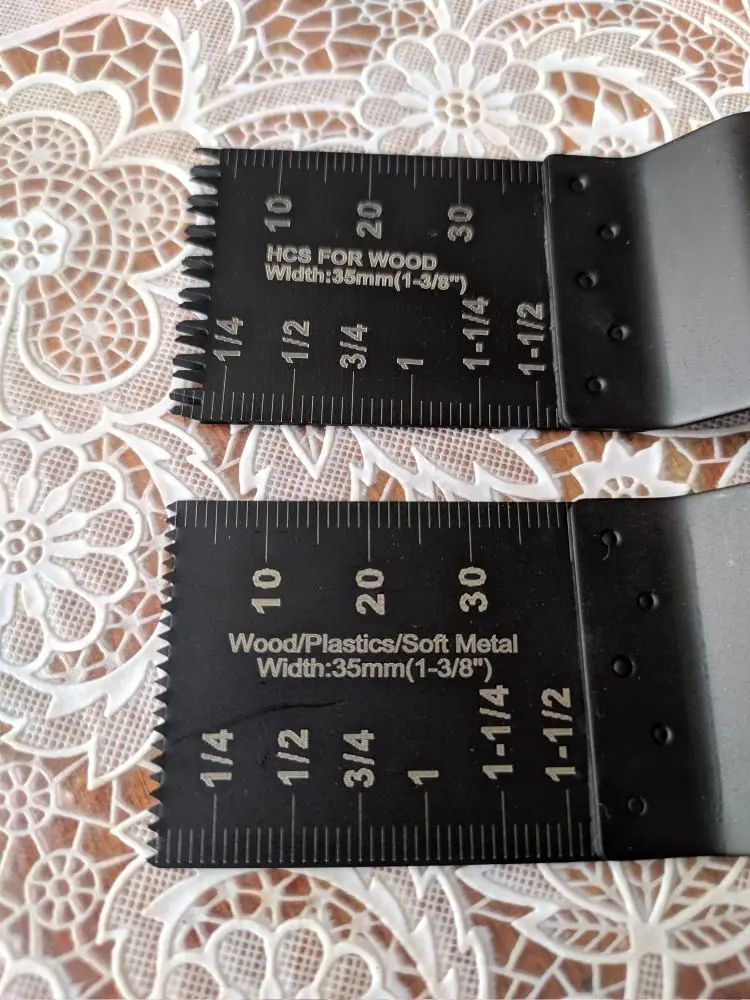 10 20 30
HCS FOR WOOD
Width:35mm(1-3/8")
1/4 1/2 3/4 1 1-1/4 1-1/2
10 20 30
Wood/Plastics/Soft Metal
Width:35mm(1-3/8")
1/4 1/2 3/4 1 1-1/4 1-1/2